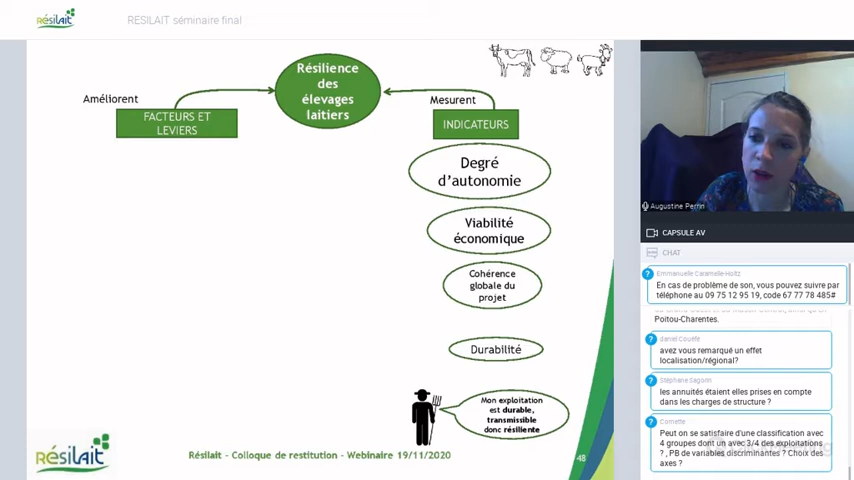 Résilait
RESILAIT séminaire final
Résilience
des
élevages
laitiers
Améliorent
FACTEURS ET
LEVIERS
Mesurent
INDICATEURS
Degré
d’autonomie
Viabilité
économique
Cohérence
globale du
projet
Durabilité
Mon exploitation
est durable,
transmissible
donc résiliente
Résilait
Résilait - Colloque de restitution - Webinaire 19/11/2020
48
Augustine Perrin
CAPSULE AV
CHAT
Emmanuelle Caramelle-Holtz
En cas de problème de son, vous pouvez suivre par
téléphone au 09 75 12 95 19, code 67 77 78 485#
Poitou-Charentes.
daniel Couëfé
avez vous remarqué un effet
localisation/régional?
Stéphane Sagorin
les annuités étaient elles prises en compte
dans les charges de structure ?
Cornette
Peut on se satisfaire d'une classification avec
4 groupes dont un avec 3/4 des exploitations
? , PB de variables discriminantes ? Choix des
axes ?